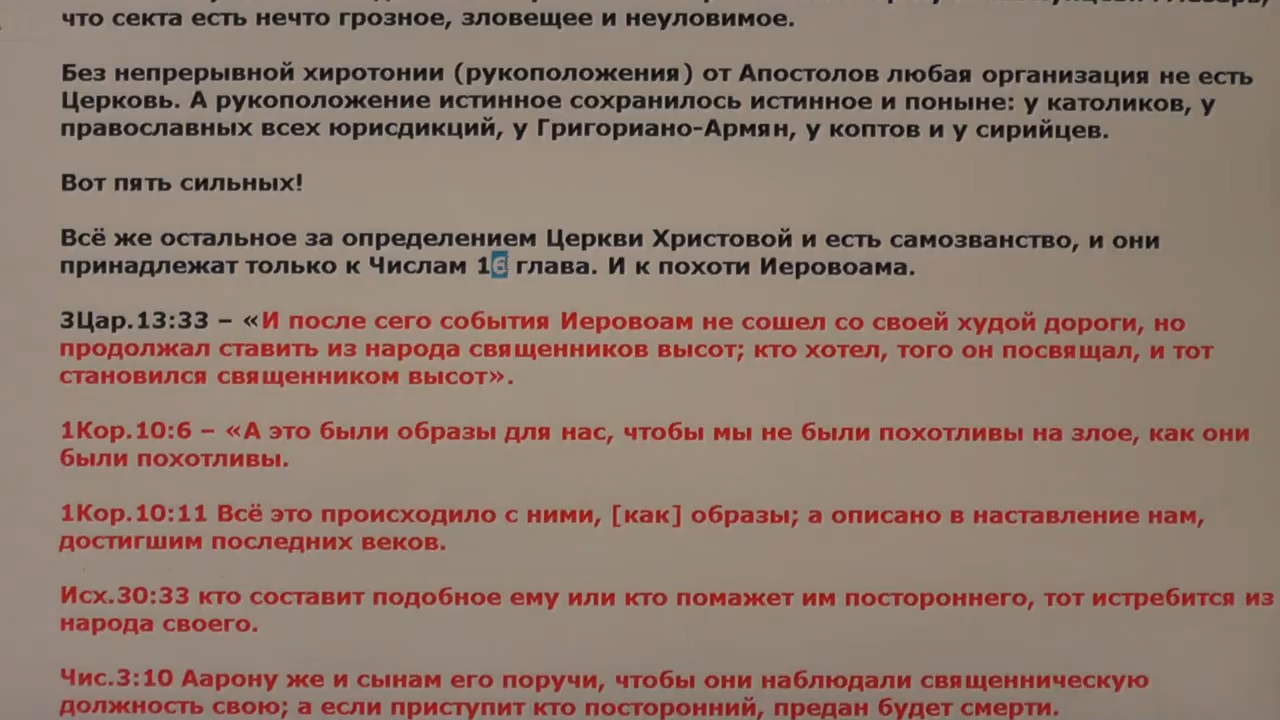 что секта есть нечто грозное, зловещее и неуловимое.
Без непрерывной хиротонии (рукоположения) от Апостолов любая организация не есть
Церковь. А рукоположение истинное сохранилось истинное и поныне: у католиков, у
православных всех юрисдикций, у Григориано-Армян, у коптов и у сирийцев.
Вот пять сильных!
Всё же остальное за определением Церкви Христовой и есть самозванство, и они
принадлежат только к Числам 16 глава. И к похоти Иеровоама.
3Цар.13:33 – «И после сего события Иеровоам не сошел со своей худой дороги, но
продолжал ставить из народа священников высот; кто хотел, того он посвящал, и тот
становился священником высот».
1Кор.10:6 – «А это были образы для нас, чтобы мы не были похотливы на злое, как они
были похотливы.
1Кор.10:11 Всё это происходило с ними, [как] образы; а описано в наставление нам,
достигшим последних веков.
Исх.30:33 кто составит подобное ему или кто помажет им постороннего, тот истребится из
народа своего.
Чис.3:10 Аарону же и сынам его поручи, чтобы они наблюдали священническую
должность свою; а если приступит кто посторонний, предан будет смерти.